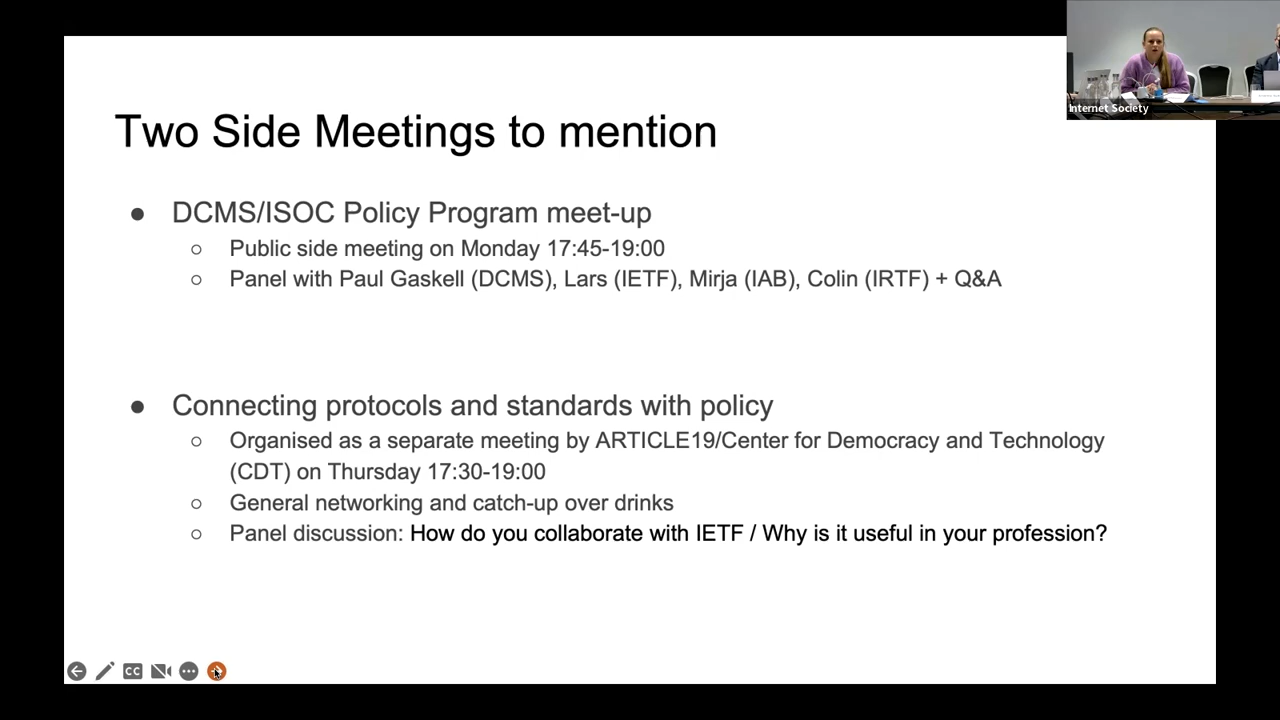 Internet Society
Two Side Meetings to mention
● DCMS/ISOC Policy Program meet-up
○ Public side meeting on Monday 17:45-19:00
○ Panel with Paul Gaskell (DCMS), Lars (IETF), Mirja (IAB), Colin (IRTF) + Q&A
● Connecting protocols and standards with policy
○ Organised as a separate meeting by ARTICLE19/Center for Democracy and Technology
(CDT) on Thursday 17:30-19:00
○ General networking and catch-up over drinks
○ Panel discussion: How do you collaborate with IETF / Why is it useful in your profession?
CC